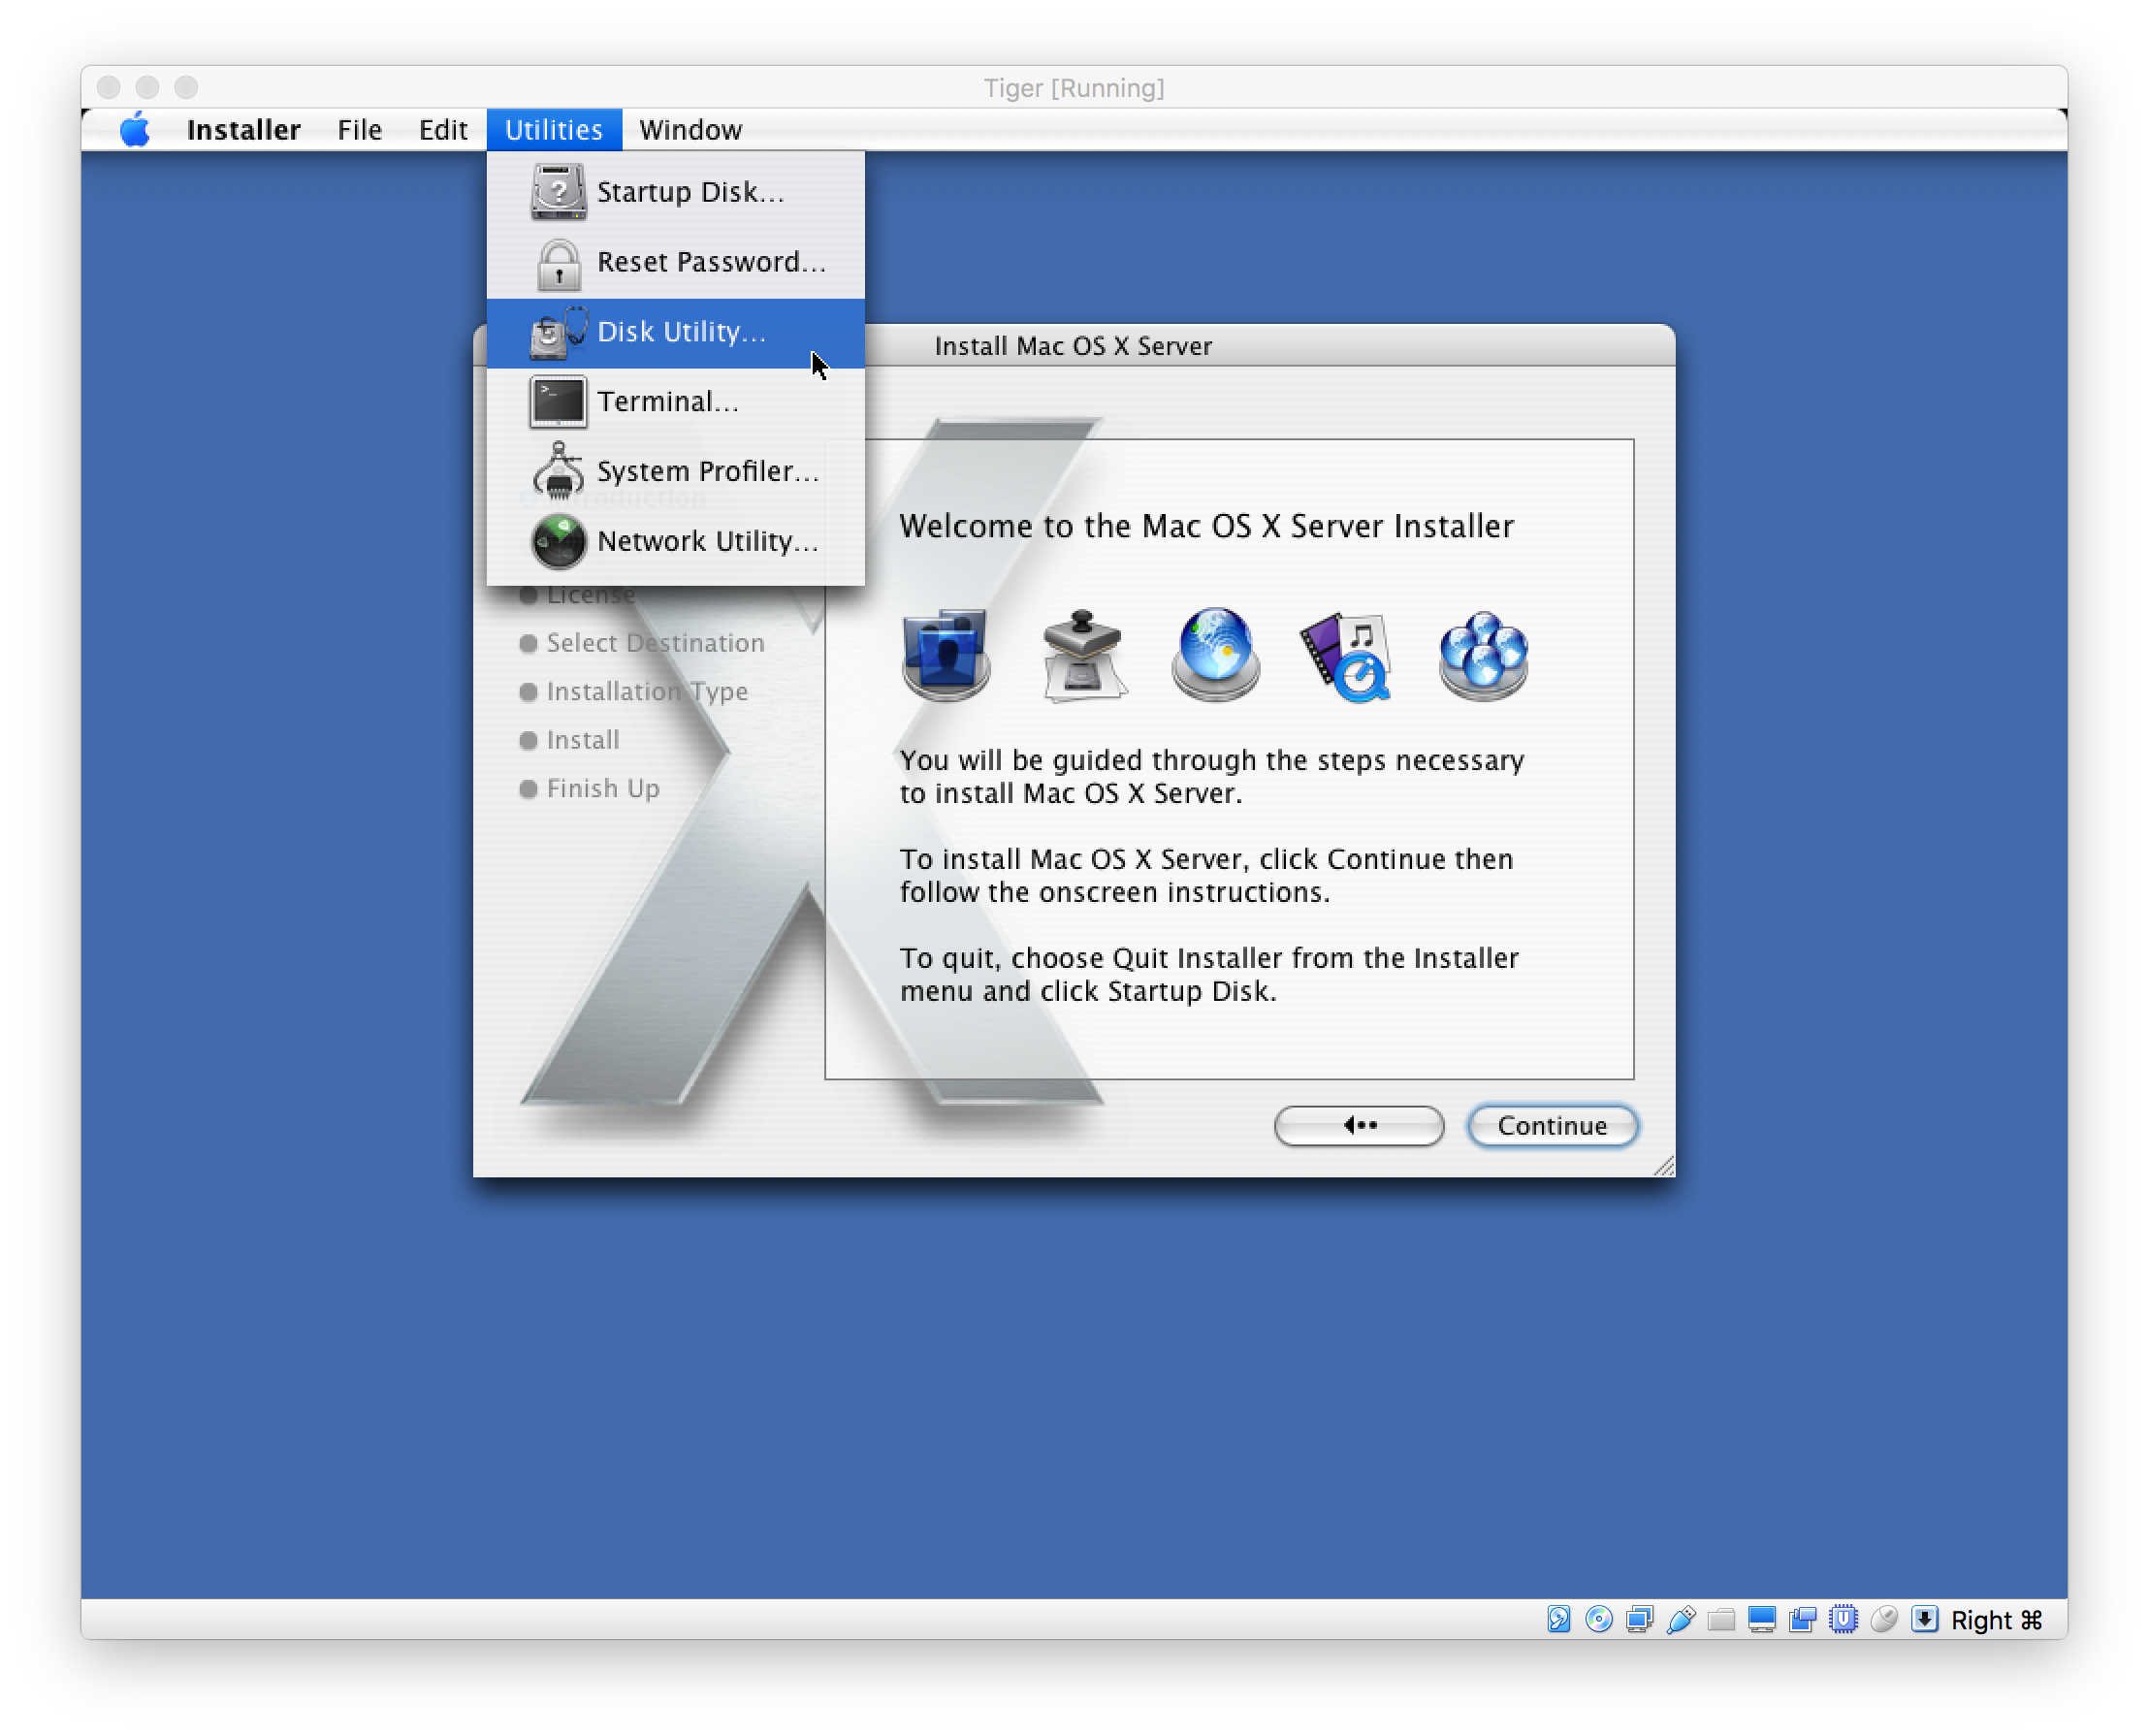 Tiger [Running]
Installer File Edit Utilities Window
Startup Disk...
Reset Password...
Disk Utility...
Terminal...
System Profiler...
Network Utility...
Install Mac OS X Server
Introduction
License
Select Destination
Installation Type
Install
Finish Up
Welcome to the Mac OS X Server Installer
You will be guided through the steps necessary
to install Mac OS X Server.
To install Mac OS X Server, click Continue then
follow the onscreen instructions.
To quit, choose Quit Installer from the Installer
menu and click Startup Disk.
Continue
Right ⌘